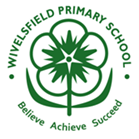 • WIVELSFIELD PRIMARY SCHOOL •
Believe Achieve Succeed